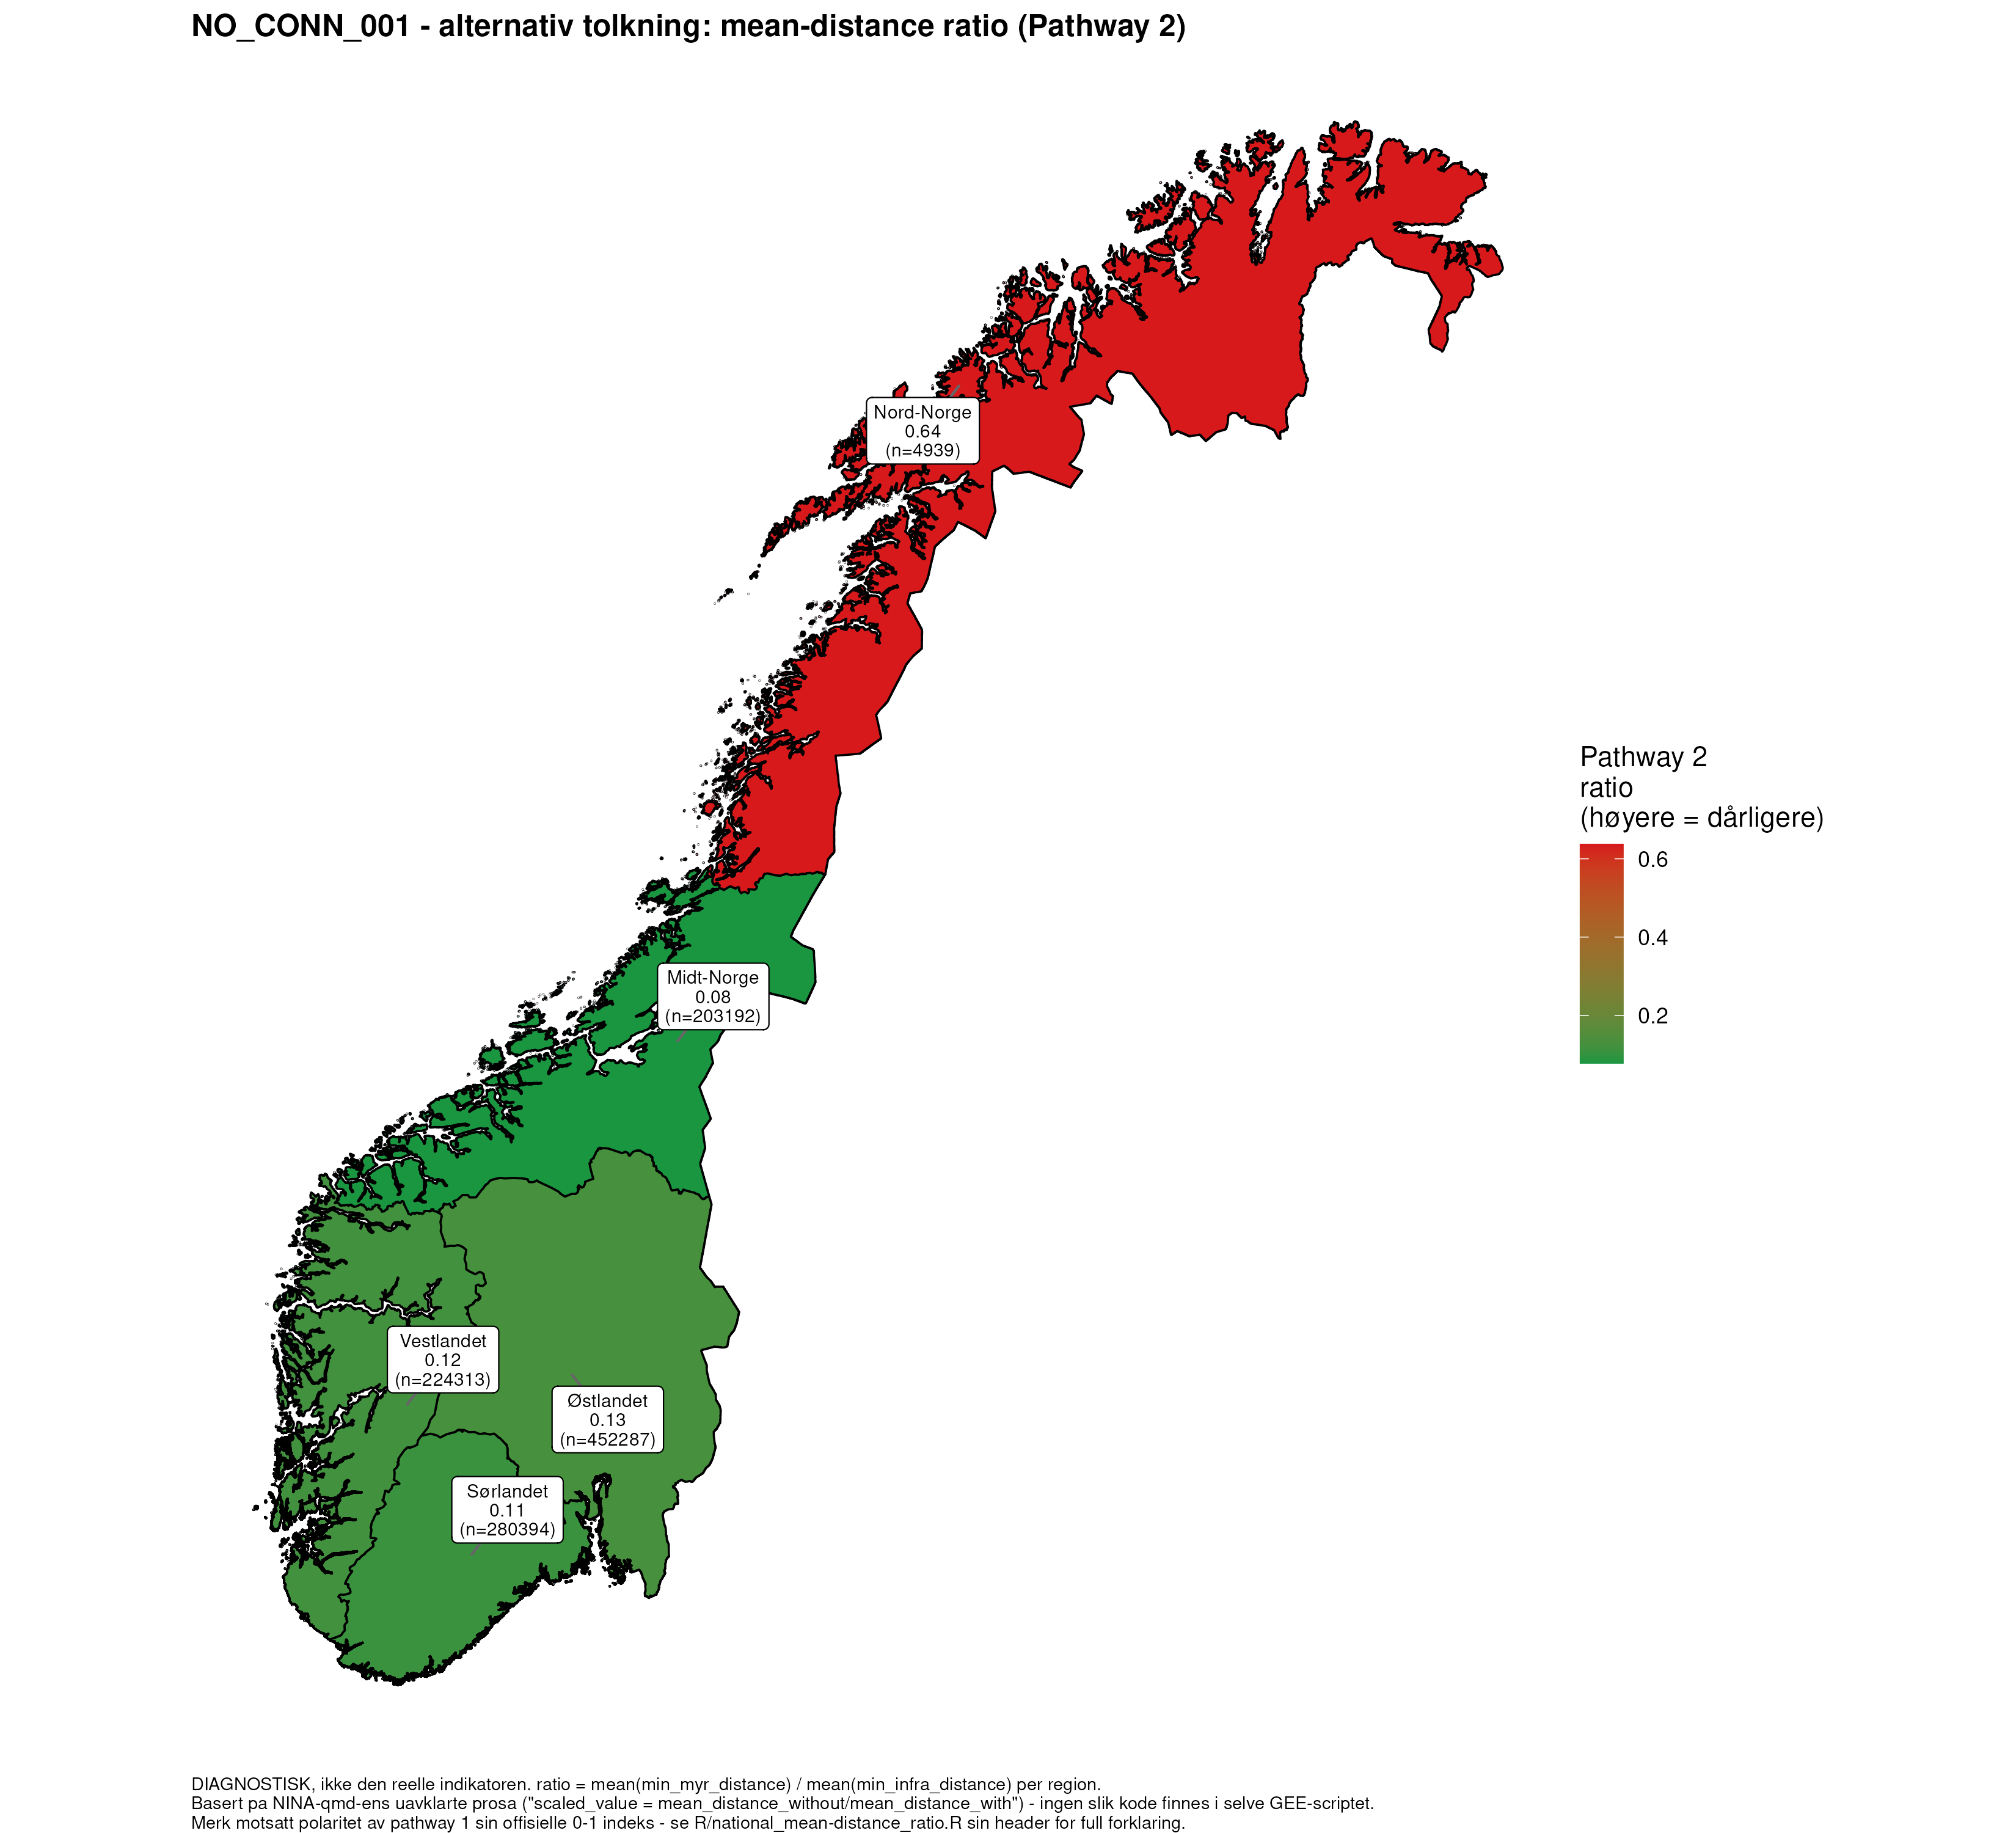 NO_CONN_001 - alternativ tolkning: mean-distance ratio (Pathway 2)
Nord-Norge
0.64
(n=4939)
Pathway 2
ratio
(høyere = dårligere)
0.6
0.4
0.2
Midt-Norge
0.08
(n=203192)
Vestlandet
0.12
(n=224313)
Østlandet
0.13
(n=452287)
Sørlandet
0.11
(n=280394)
DIAGNOSTISK, ikke den reelle indikatoren. ratio = mean(min_myr_distance) / mean(min_infra_distance) per region.
Basert pa NINA-qmd-ens uavklarte prosa ("scaled_value = mean_distance_without/mean_distance_with") - ingen slik kode finnes i selve GEE-scriptet.
Merk motsatt polaritet av pathway 1 sin offisielle 0-1 indeks - se R/national_mean-distance_ratio.R sin header for full forklaring.